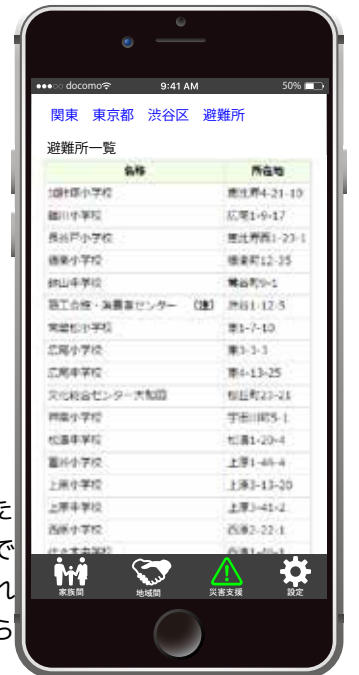 docomo 9:41 AM 50%
関東 東京都 渋谷区 避難所
避難所一覧
名称 所在地
小学校 恵比寿4-21-10
臨川小学校 広尾1-9-17
長谷戸小学校 恵比寿西1-23-1
猿楽小学校 猿楽町12-35
鉢山中学校 鶯谷町9-1
商工会館・消費者センター (注) 渋谷1-12-5
常磐松小学校 東1-7-10
広尾小学校 東3-3-3
広尾中学校 東4-13-25
文化総合センター大和田 桜丘町23-21
神南小学校 宇田川町5-1
松濤中学校 松濤1-20-4
富谷小学校 上原1-46-4
上原小学校 上原3-13-20
上原中学校 上原3-41-2
西原小学校 西原2-22-1
家族間 地域間 災害支援 設定
を
で
れ
ら